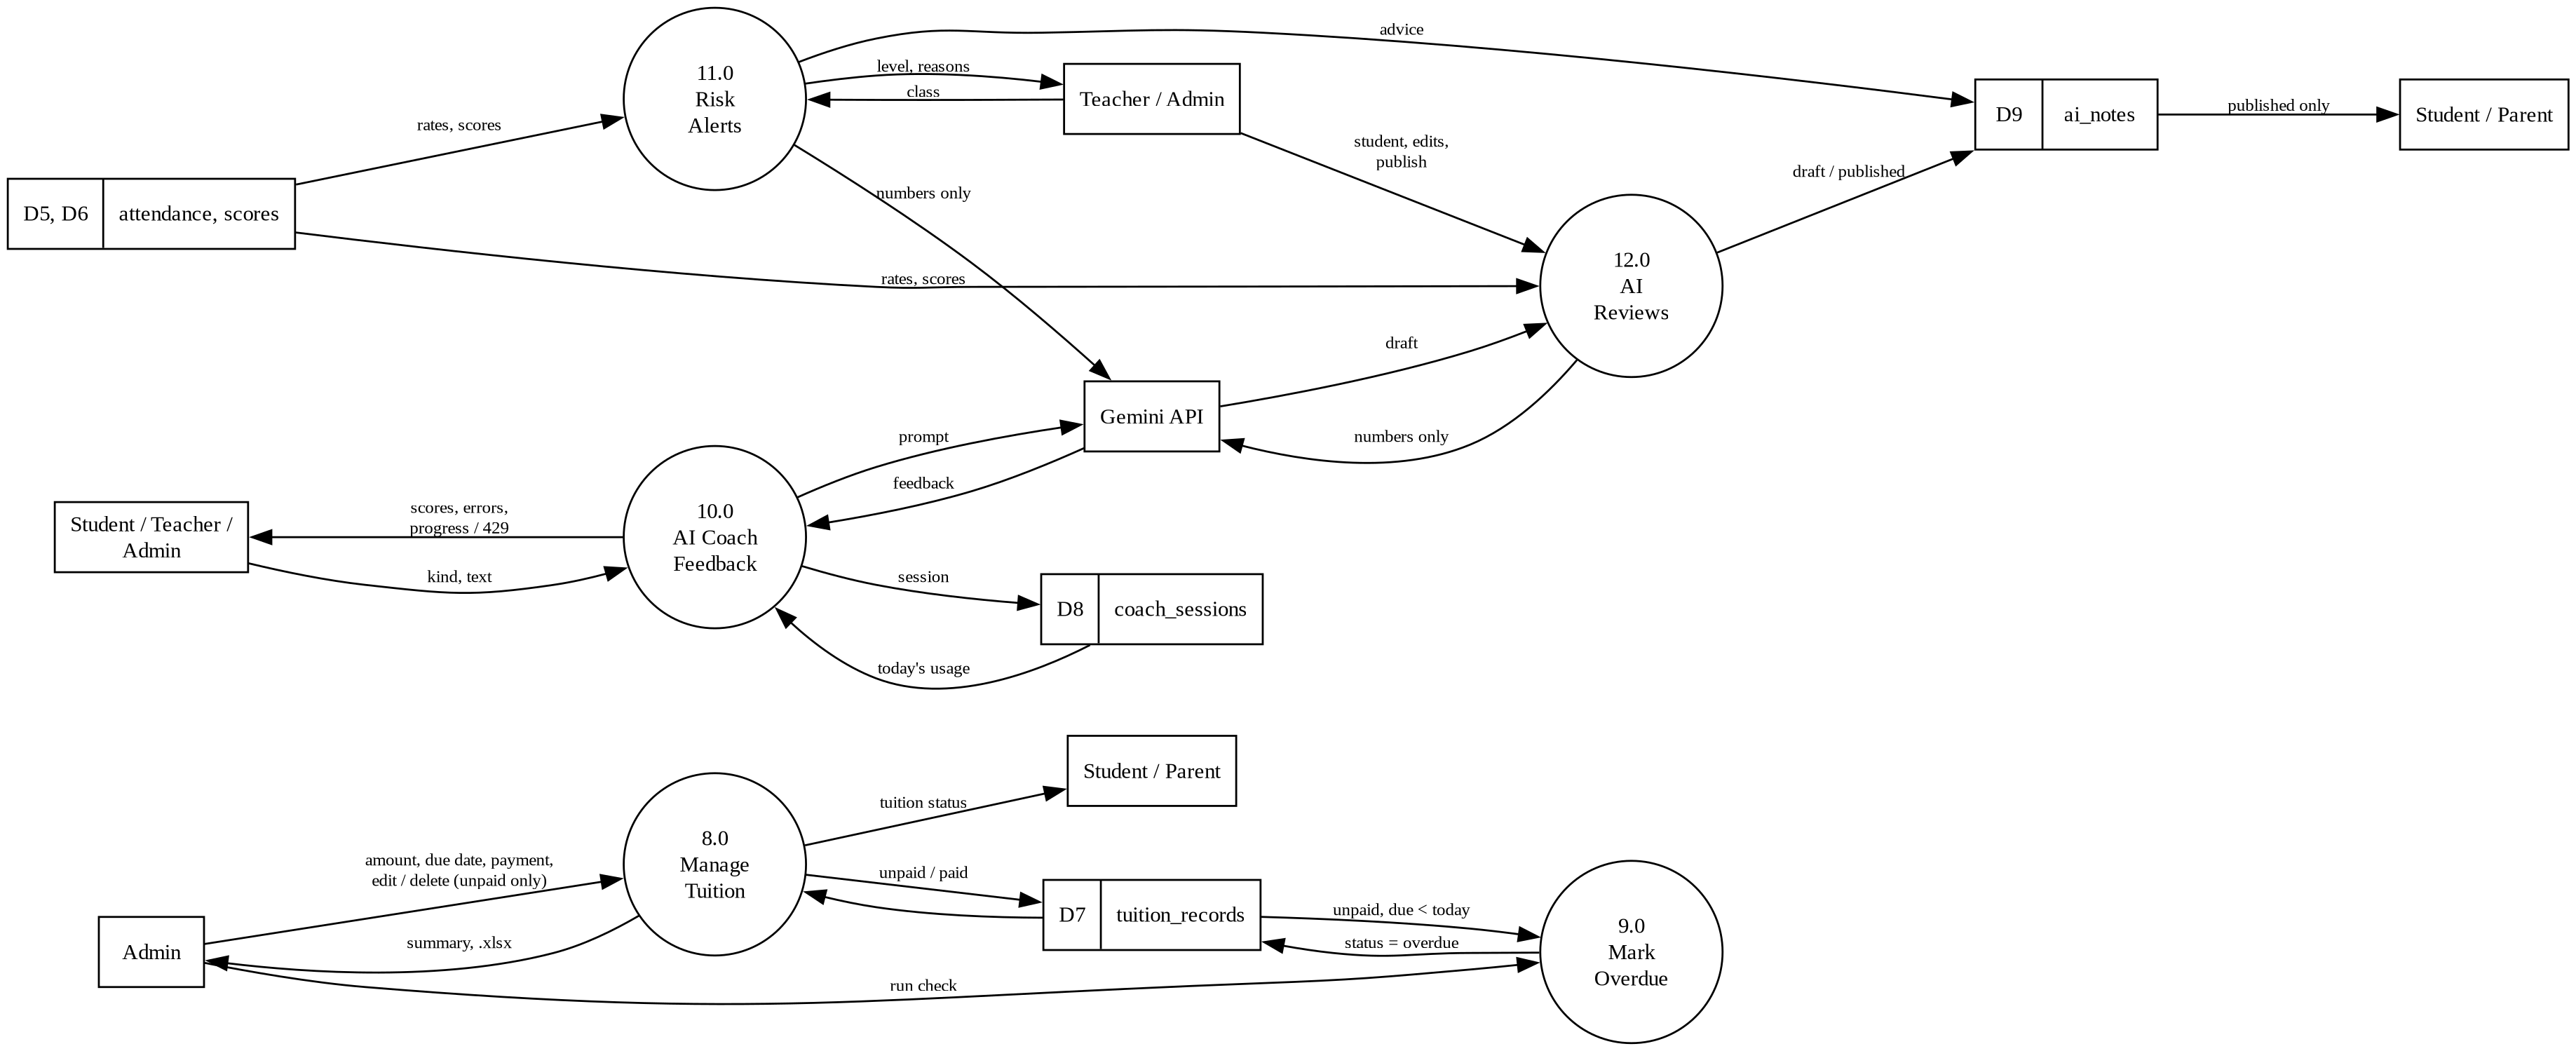 11.0
Risk
Alerts
advice
level, reasons
class
Teacher / Admin
D9
ai_notes
published only
Student / Parent
rates, scores
student, edits,
publish
draft / published
D5, D6
attendance, scores
numbers only
rates, scores
12.0
AI
Reviews
draft
Gemini API
numbers only
prompt
feedback
Student / Teacher /
Admin
scores, errors,
progress / 429
kind, text
10.0
AI Coach
Feedback
session
D8
coach_sessions
today's usage
Student / Parent
tuition status
8.0
Manage
Tuition
amount, due date, payment,
edit / delete (unpaid only)
unpaid / paid
D7
tuition_records
unpaid, due < today
status = overdue
9.0
Mark
Overdue
Admin
summary, .xlsx
run check